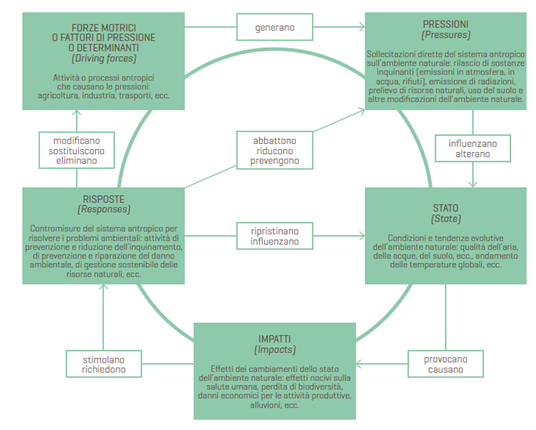 FORZE MOTRICI
O FATTORI DI PRESSIONE
O DETERMINANTI
(Driving forces)
Attività o processi antropici
che causano le pressioni:
agricoltura, industria, trasporti, ecc.
generano
PRESSIONI
(Pressures)
Sollecitazioni dirette del sistema antropico
sull'ambiente naturale: rilascio di sostanze
inquinanti (emissioni in atmosfera, in
acqua, rifiuti), emissione di radiazioni,
prelievo di risorse naturali, uso del suolo e
altre modificazioni dell'ambiente naturale.
modificano
sostituiscono
eliminano
abbattono
riducono
prevengono
influenzano
alterano
RISPOSTE
(Responses)
Contromisure del sistema antropico per
risolvere i problemi ambientali: attività di
prevenzione e riduzione dell'inquinamento,
di prevenzione e riparazione del danno
ambientale, di gestione sostenibile delle
risorse naturali, ecc.
ripristinano
influenzano
STATO
(State)
Condizioni e tendenze evolutive
dell'ambiente naturale: qualità dell'aria,
delle acque, del suolo, ecc., andamento
delle temperature globali, ecc.
stimolano
richiedono
IMPATTI
(Impacts)
Effetti dei cambiamenti dello stato
dell'ambiente naturale: effetti nocivi sulla
salute umana, perdita di biodiversità,
danni economici per le attività produttive,
alluvioni, ecc.
provocano
causano